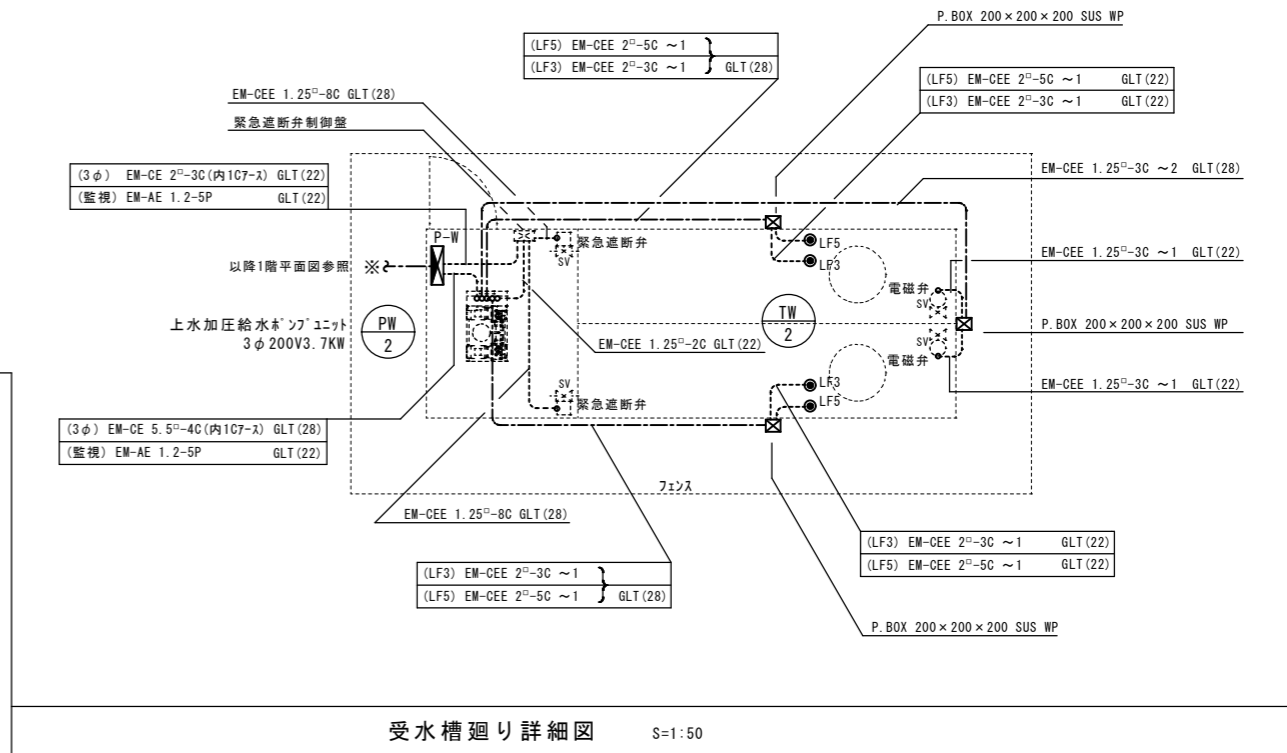 P.BOX 200×200×200 SUS WP
(LF5) EM-CEE 2□-5C ～1
(LF3) EM-CEE 2□-3C ～1 GLT(28)
(LF5) EM-CEE 2□-5C ～1 GLT(22)
(LF3) EM-CEE 2□-3C ～1 GLT(22)
EM-CEE 1.25□-8C GLT(28)
緊急遮断弁制御盤
(3φ) EM-CE 2□-3C(内1Cｱｰｽ) GLT(22)
(監視) EM-AE 1.2-5P GLT(22)
EM-CEE 1.25□-3C ～2 GLT(28)
P-W
緊急遮断弁
SV
LF5
LF3
EM-CEE 1.25□-3C ～1 GLT(22)
以降1階平面図参照 ※
電磁弁
SV
上水加圧給水ﾎﾟﾝﾌﾟﾕﾆｯﾄ
3φ200V3.7KW
PW
2
TW
2
P.BOX 200×200×200 SUS WP
EM-CEE 1.25□-2C GLT(22)
SV
電磁弁
SV
緊急遮断弁
LF3
LF5
EM-CEE 1.25□-3C ～1 GLT(22)
(3φ) EM-CE 5.5□-4C(内1Cｱｰｽ) GLT(28)
(監視) EM-AE 1.2-5P GLT(22)
ﾌｪﾝｽ
EM-CEE 1.25□-8C GLT(28)
(LF3) EM-CEE 2□-3C ～1 GLT(22)
(LF5) EM-CEE 2□-5C ～1 GLT(22)
(LF3) EM-CEE 2□-3C ～1
(LF5) EM-CEE 2□-5C ～1 GLT(28)
P.BOX 200×200×200 SUS WP
受水槽廻り詳細図 S=1:50